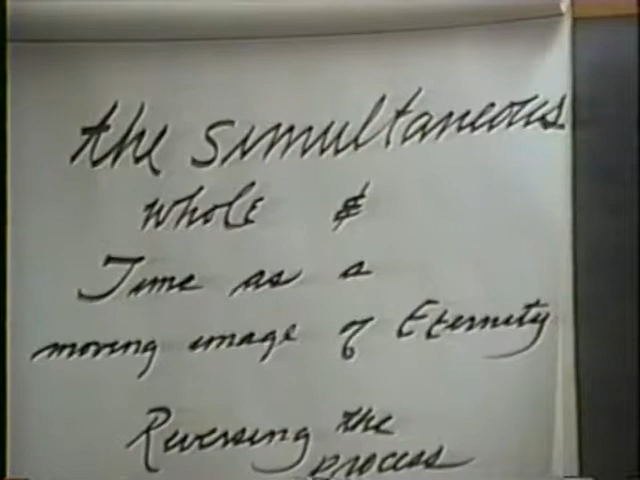 the simultaneous
whole &
Time as a
moving image of Eternity
Reversing the
process